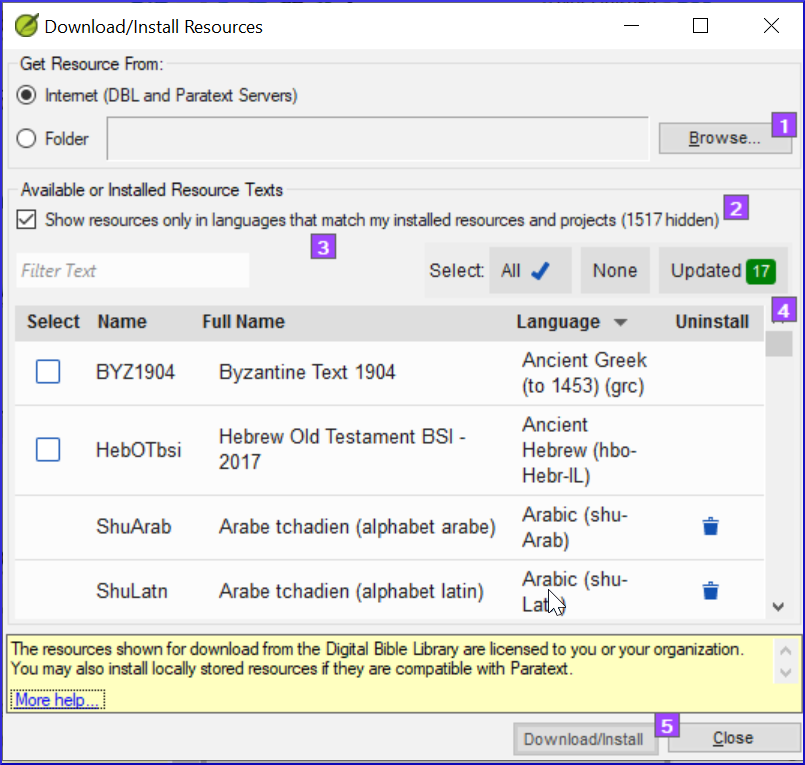 Download/Install Resources
Get Resource From:
Internet (DBL and Paratext Servers)
1
Folder
Browse...
Available or Installed Resource Texts
2
Show resources only in languages that match my installed resources and projects (1517 hidden)
3
Filter Text
Select: All None Updated 17
4
Select Name Full Name Language Uninstall
BYZ1904 Byzantine Text 1904 Ancient Greek
(to 1453) (grc)
HebOTbsi Hebrew Old Testament BSI -
2017
Ancient
Hebrew (hbo-
Hebr-IL)
ShuArab Arabe tchadien (alphabet arabe) Arabic (shu-
Arab)
ShuLatn Arabe tchadien (alphabet latin) Arabic (shu-
The resources shown for download from the Digital Bible Library are licensed to you or your organization.
You may also install locally stored resources if they are compatible with Paratext.
More help...
5
Download/Install Close